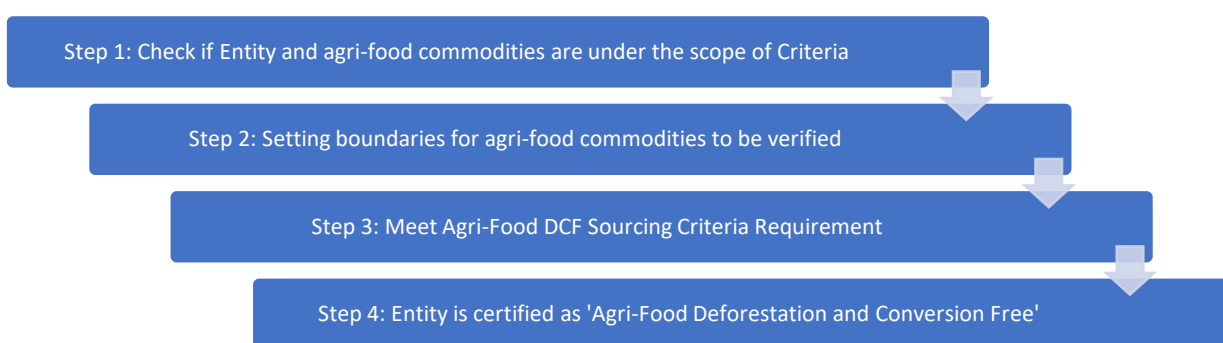 Step 1: Check if Entity and agri-food commodities are under the scope of Criteria
Step 2: Setting boundaries for agri-food commodities to be verified
Step 3: Meet Agri-Food DCF Sourcing Criteria Requirement
Step 4: Entity is certified as 'Agri-Food Deforestation and Conversion Free'